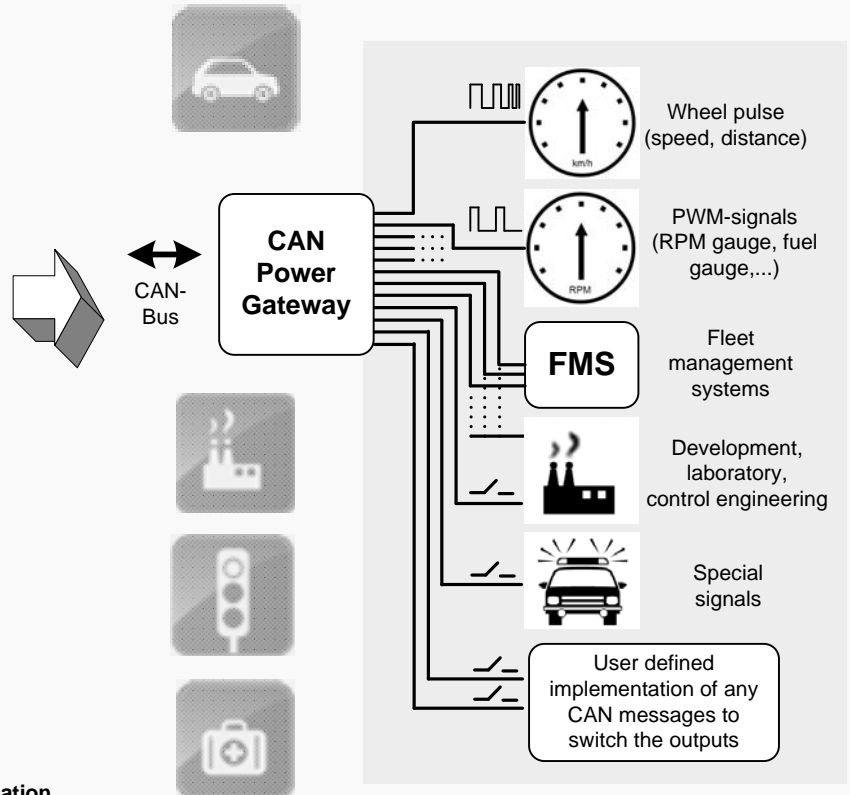 Wheel pulse
(speed, distance)
km/h
PWM-signals
(RPM gauge, fuel
gauge,...)
RPM
CAN
Power
Gateway
CAN-
Bus
FMS
Fleet
management
systems
Development,
laboratory,
control engineering
Special
signals
User defined
implementation of any
CAN messages to
switch the outputs